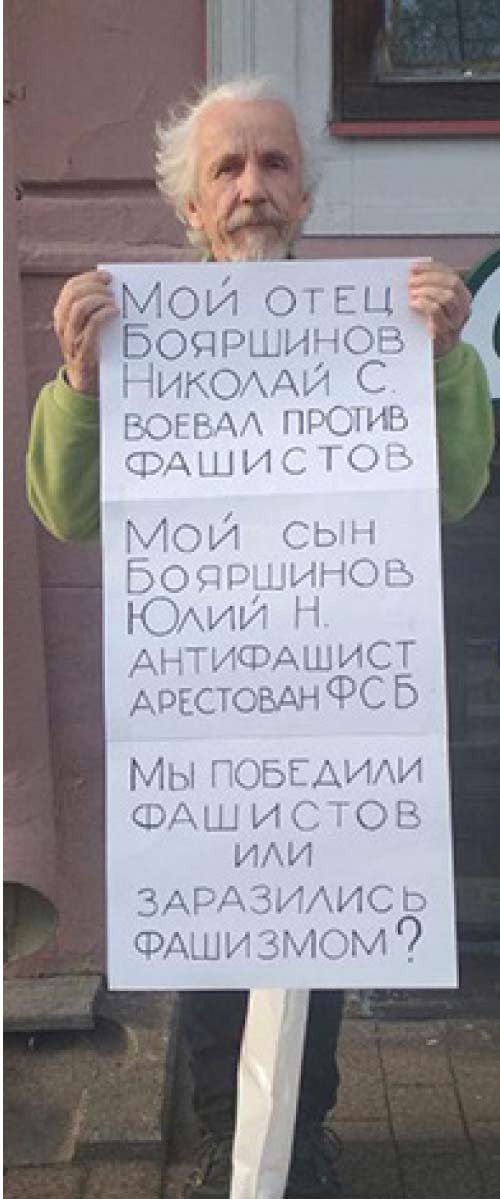 Мой отец
Бояршинов
Николай С.
воевал против
фашистов
Мой сын
Бояршинов
Юлий Н.
антифашист
арестован ФСБ
Мы победили
фашистов
или
заразились
фашизмом?